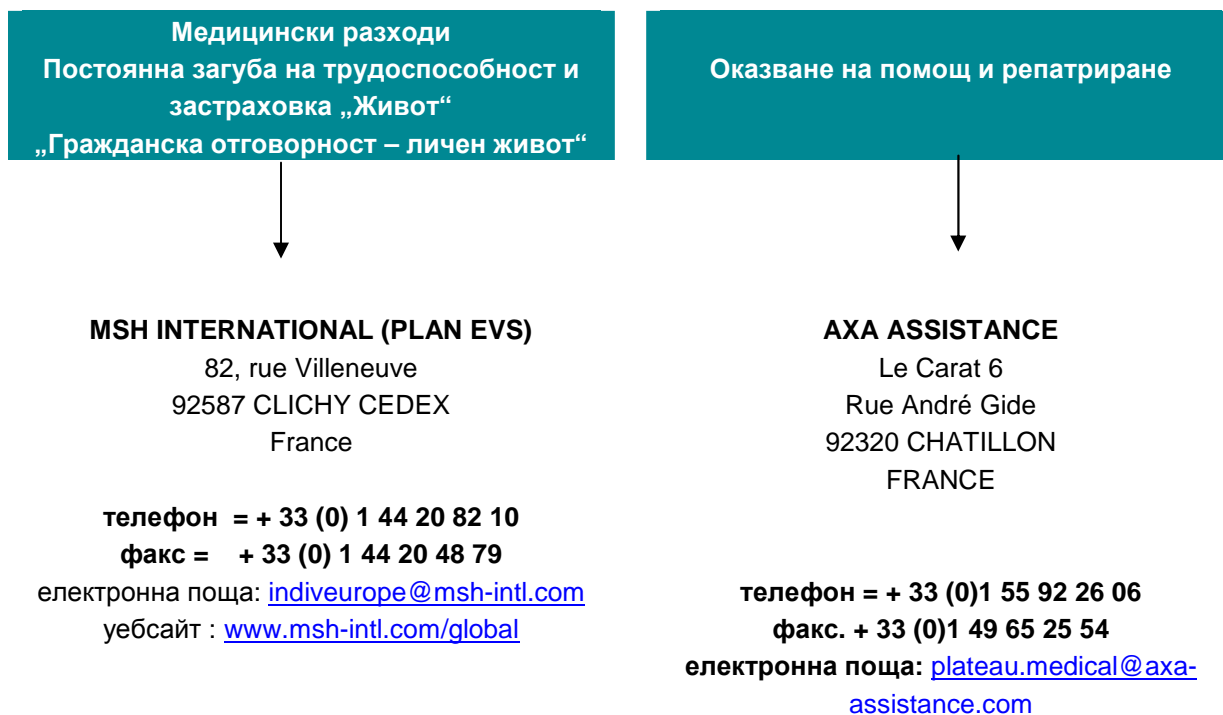 Медицински разходи
Постоянна загуба на трудоспособност и
застраховка „Живот“
„Гражданска отговорност – личен живот“
Оказване на помощ и репатриране
MSH INTERNATIONAL (PLAN EVS)
82, rue Villeneuve
92587 CLICHY CEDEX
France
телефон = + 33 (0) 1 44 20 82 10
факс = + 33 (0) 1 44 20 48 79
електронна поща: indiveurope@msh-intl.com
уебсайт : www.msh-intl.com/global
AXA ASSISTANCE
Le Carat 6
Rue André Gide
92320 CHATILLON
FRANCE
телефон = + 33 (0)1 55 92 26 06
факс. + 33 (0)1 49 65 25 54
електронна поща: plateau.medical@axa-
assistance.com